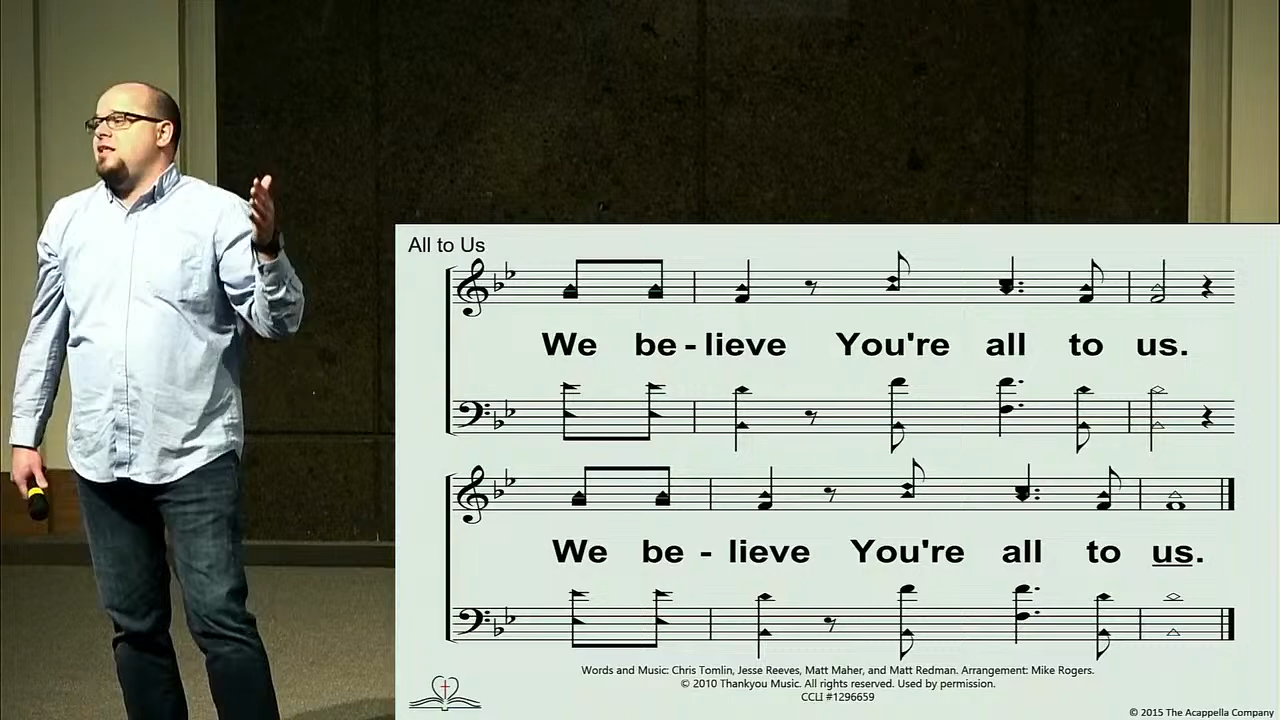 All to Us
We be - lieve You're all to us.
We be - lieve You're all to us.
Words and Music: Chris Tomlin, Jesse Reeves, Matt Maher, and Matt Redman. Arrangement: Mike Rogers.
© 2010 Thankyou Music. All rights reserved. Used by permission.
CCLI #1296659
© 2015 The Acappella Company